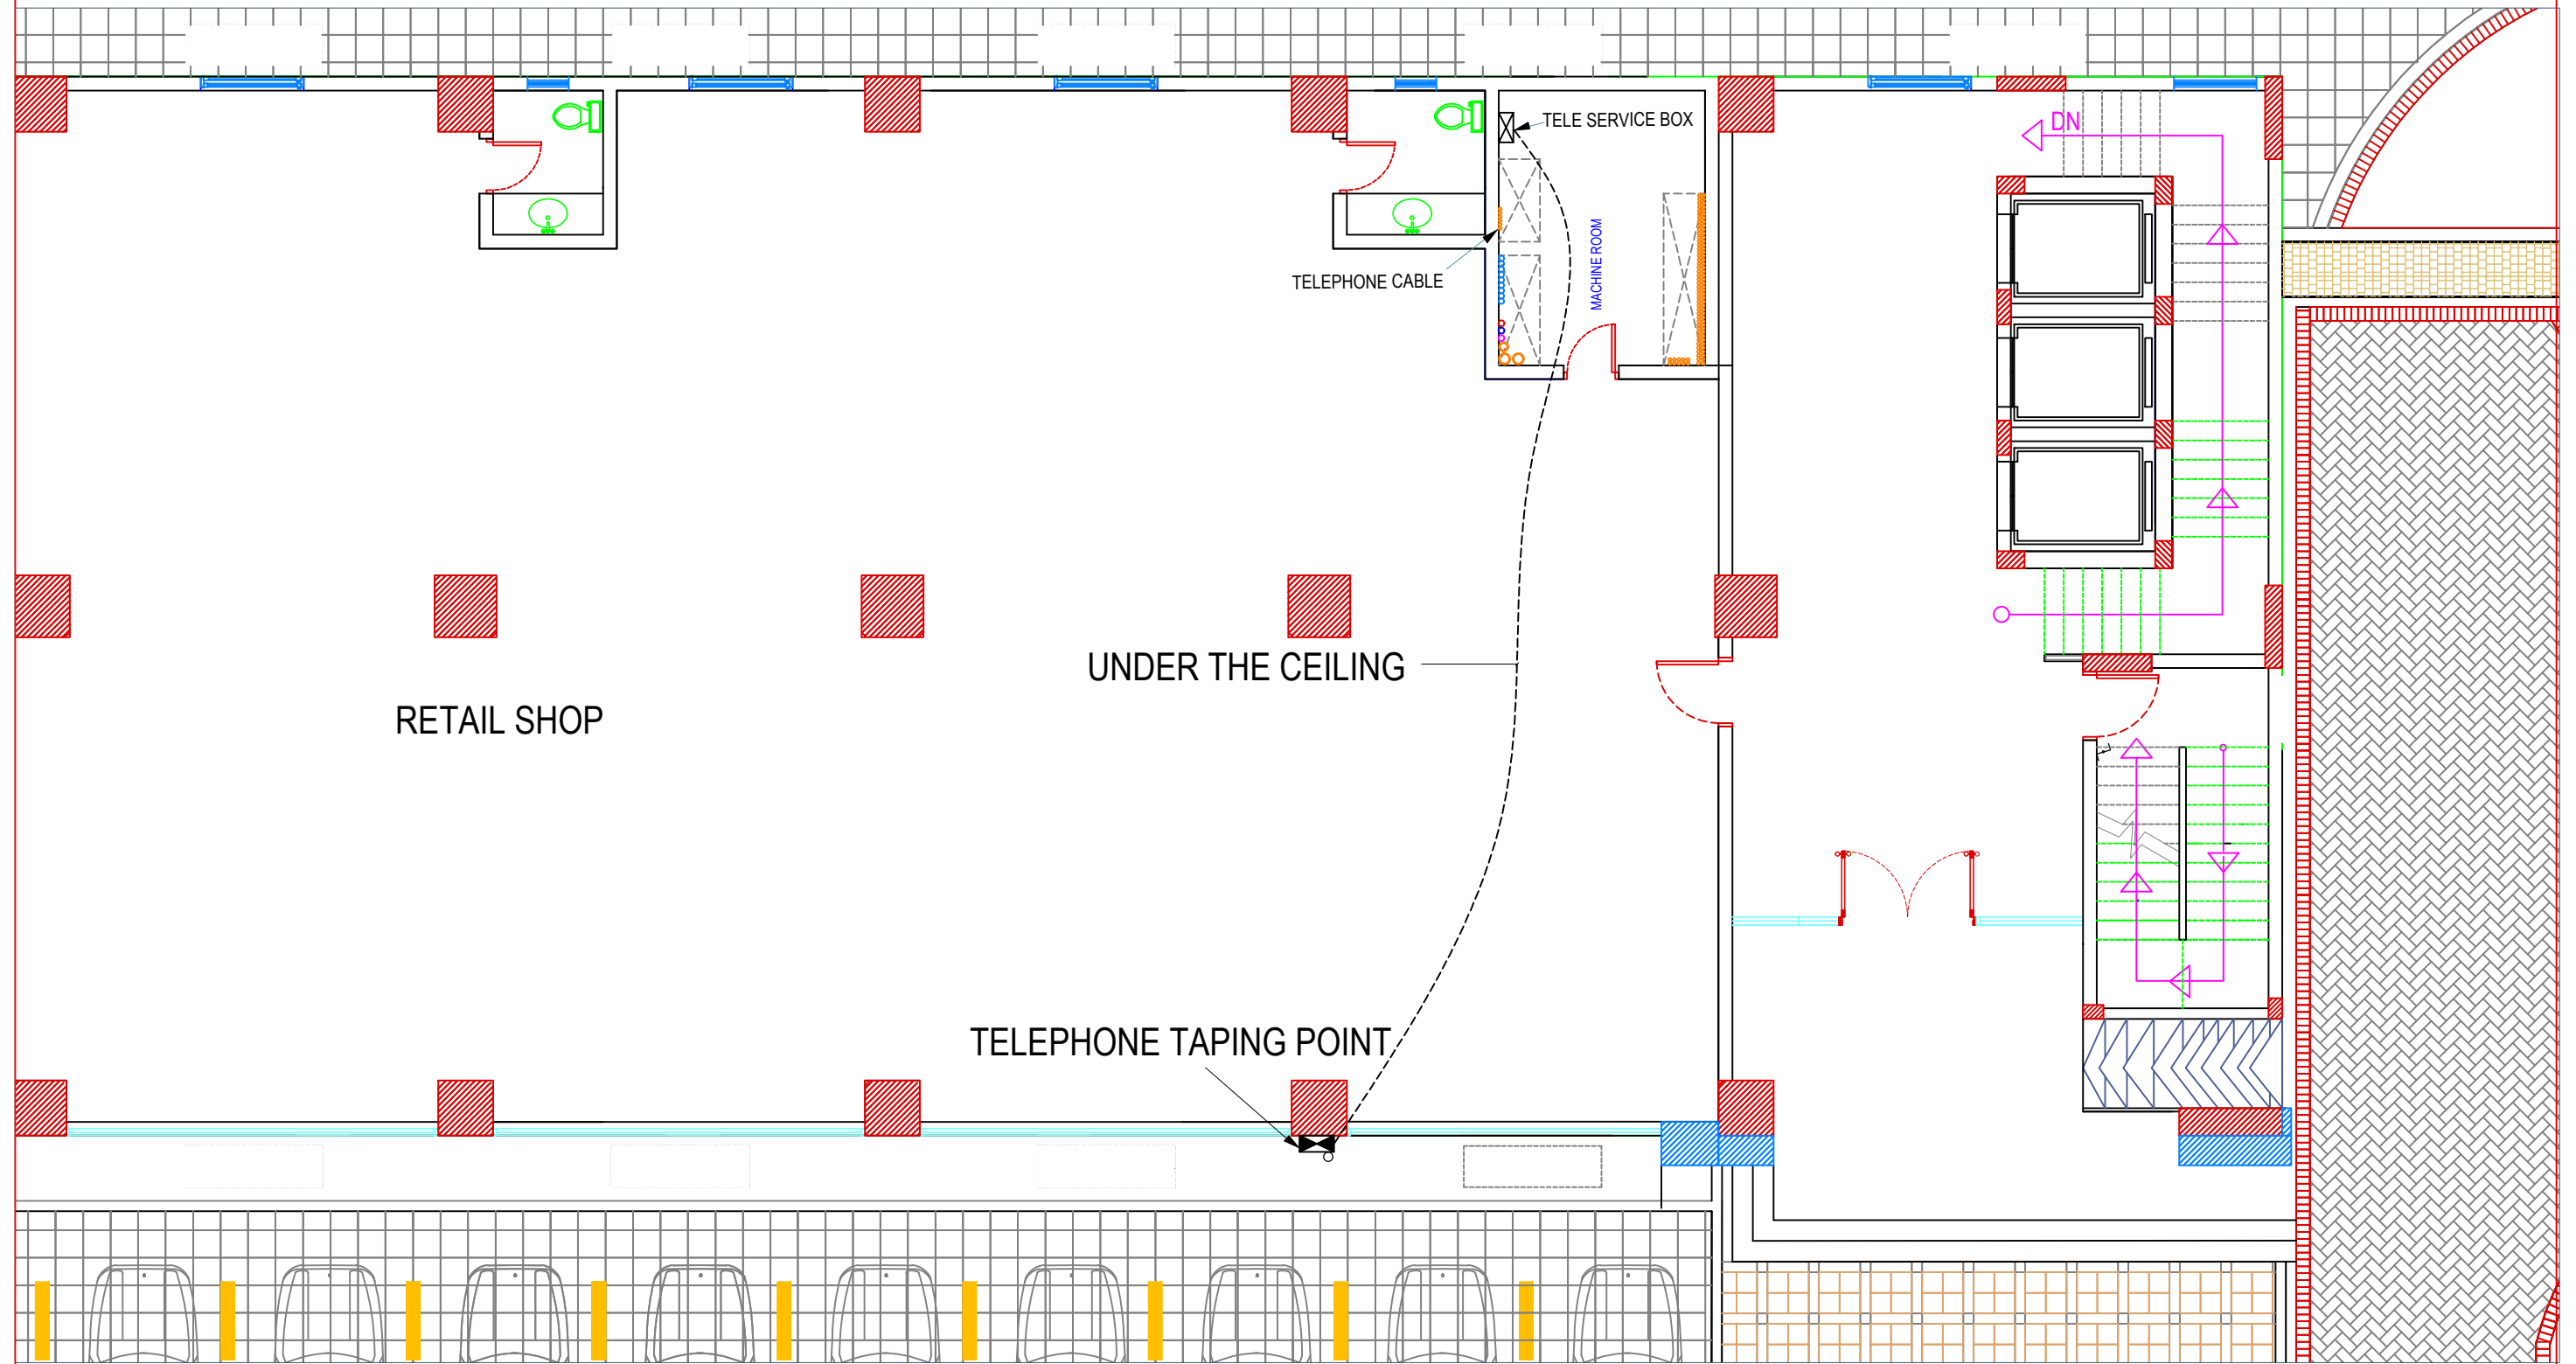 TELE SERVICE BOX
DN
MACHINE ROOM
TELEPHONE CABLE
UNDER THE CEILING
RETAIL SHOP
TELEPHONE TAPING POINT